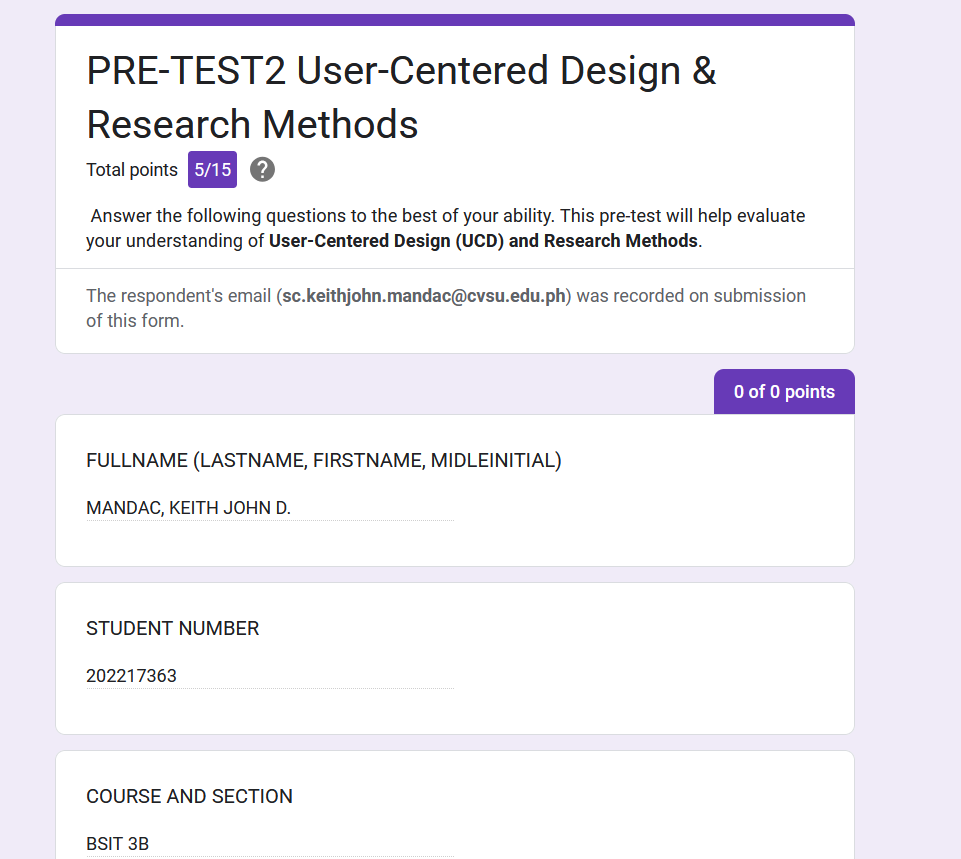 PRE-TEST2 User-Centered Design &
Research Methods
Total points 5/15 ?
Answer the following questions to the best of your ability. This pre-test will help evaluate
your understanding of User-Centered Design (UCD) and Research Methods.
The respondent's email (sc.keithjohn.mandac@cvsu.edu.ph) was recorded on submission
of this form.
0 of 0 points
FULLNAME (LASTNAME, FIRSTNAME, MIDLEINITIAL)
MANDAC, KEITH JOHN D.
STUDENT NUMBER
202217363
COURSE AND SECTION
BSIT 3B